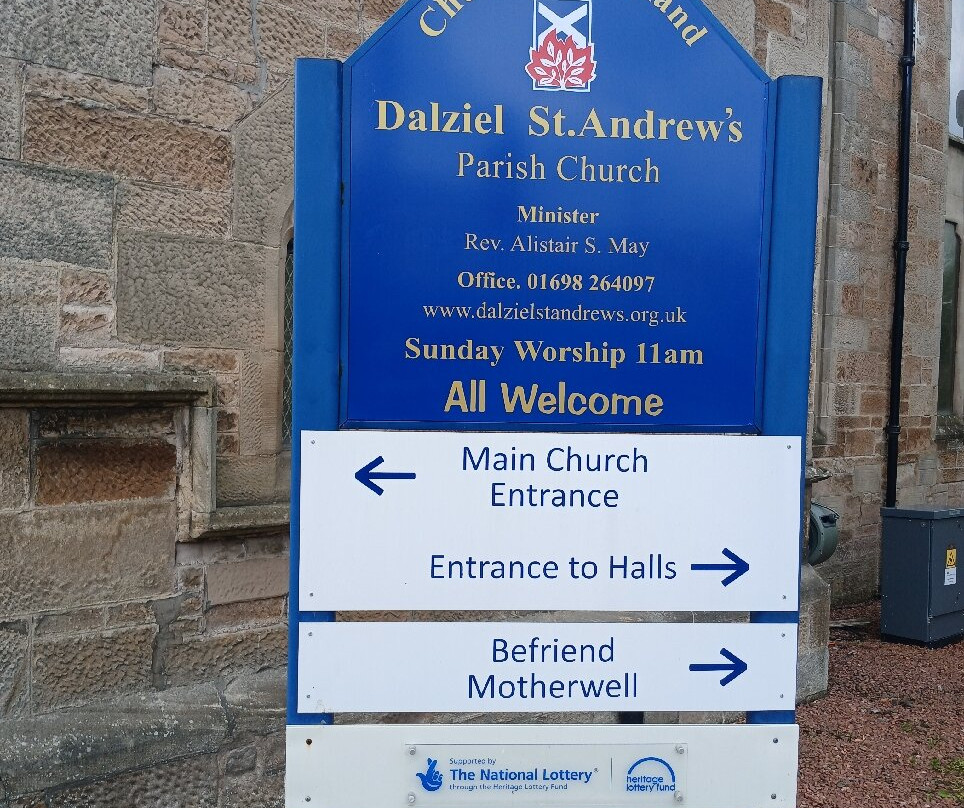 Dalziel St.Andrew's
Parish Church
Minister
Rev. Alistair S. May
Office. 01698 264097
www.dalzielstandrews.org.uk
Sunday Worship 11am
All Welcome
← Main Church
Entrance
Entrance to Halls →
Befriend →
Motherwell
Supported by
The National Lottery®
through the Heritage Lottery Fund
heritage
lottery fund